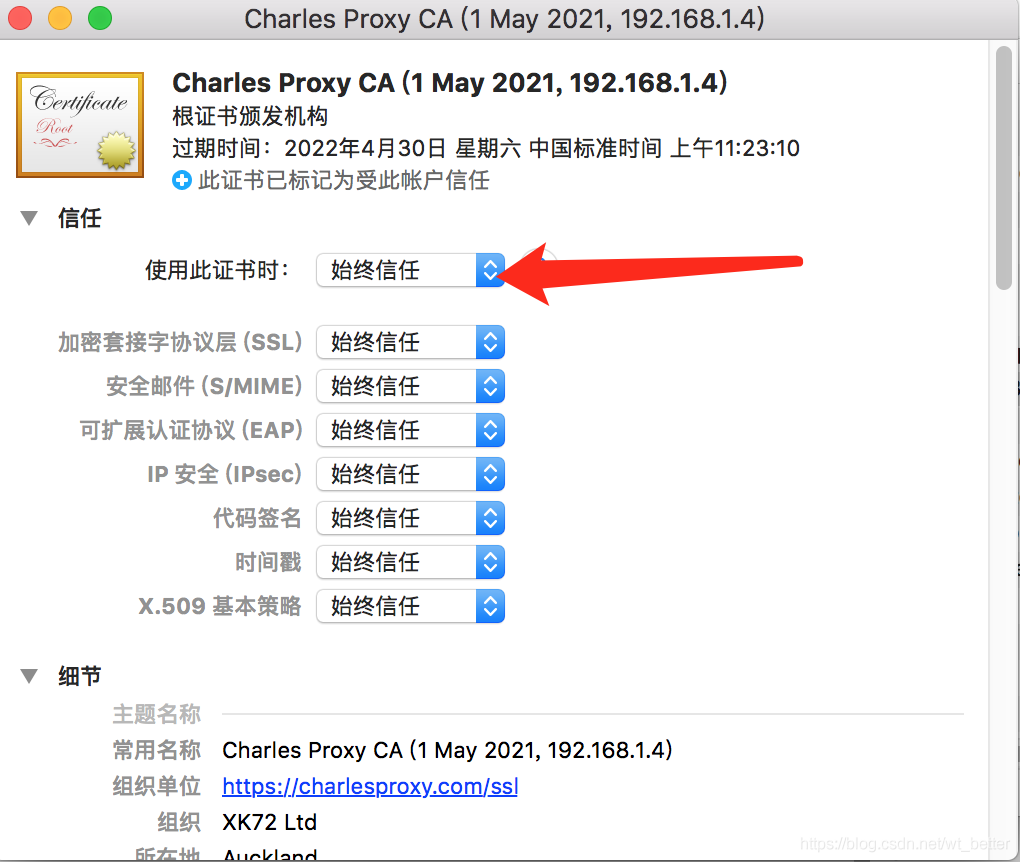 Charles Proxy CA (1 May 2021, 192.168.1.4)
Certificate
Root
Charles Proxy CA (1 May 2021, 192.168.1.4)
根证书颁发机构
过期时间：2022年4月30日 星期六 中国标准时间 上午11:23:10
此证书已标记为受此帐户信任
信任
使用此证书时： 始终信任
加密套接字协议层 (SSL) 始终信任
安全邮件 (S/MIME) 始终信任
可扩展认证协议 (EAP) 始终信任
IP 安全 (IPsec) 始终信任
代码签名 始终信任
时间戳 始终信任
X.509 基本策略 始终信任
细节
主题名称
常用名称 Charles Proxy CA (1 May 2021, 192.168.1.4)
组织单位 https://charlesproxy.com/ssl
组织 XK72 Ltd
所在地 Auckland
https://blog.csdn.net/wt_better